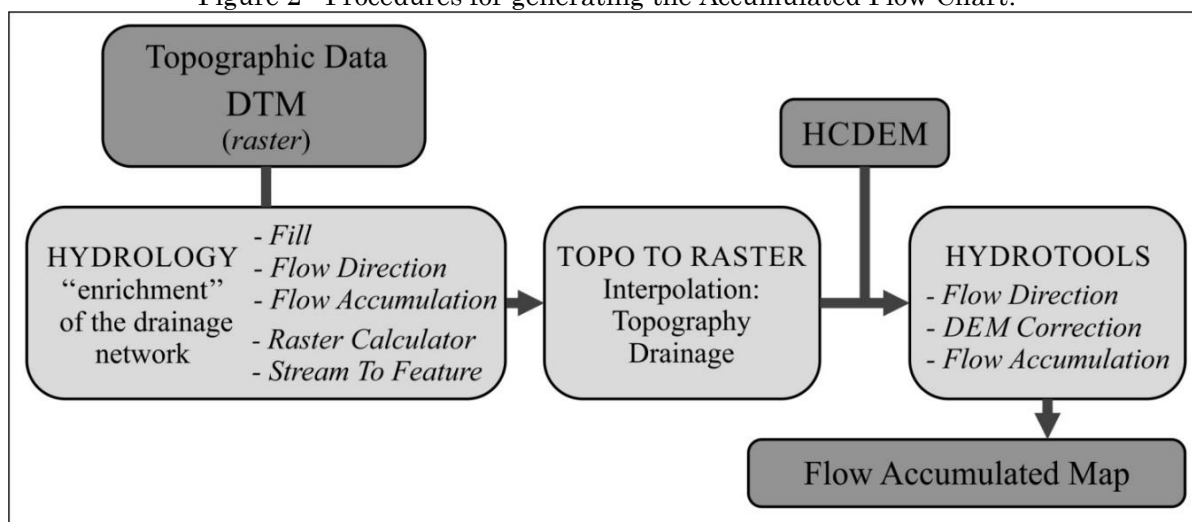 Figure 2 - Procedures for generating the Accumulated Flow Chart.
Topographic Data
DTM
(raster)
HYDROLOGY
“enrichment”
of the drainage
network
- Fill
- Flow Direction
- Flow Accumulation
- Raster Calculator
- Stream To Feature
TOPO TO RASTER
Interpolation:
Topography
Drainage
HCDEM
HYDROTOOLS
- Flow Direction
- DEM Correction
- Flow Accumulation
Flow Accumulated Map